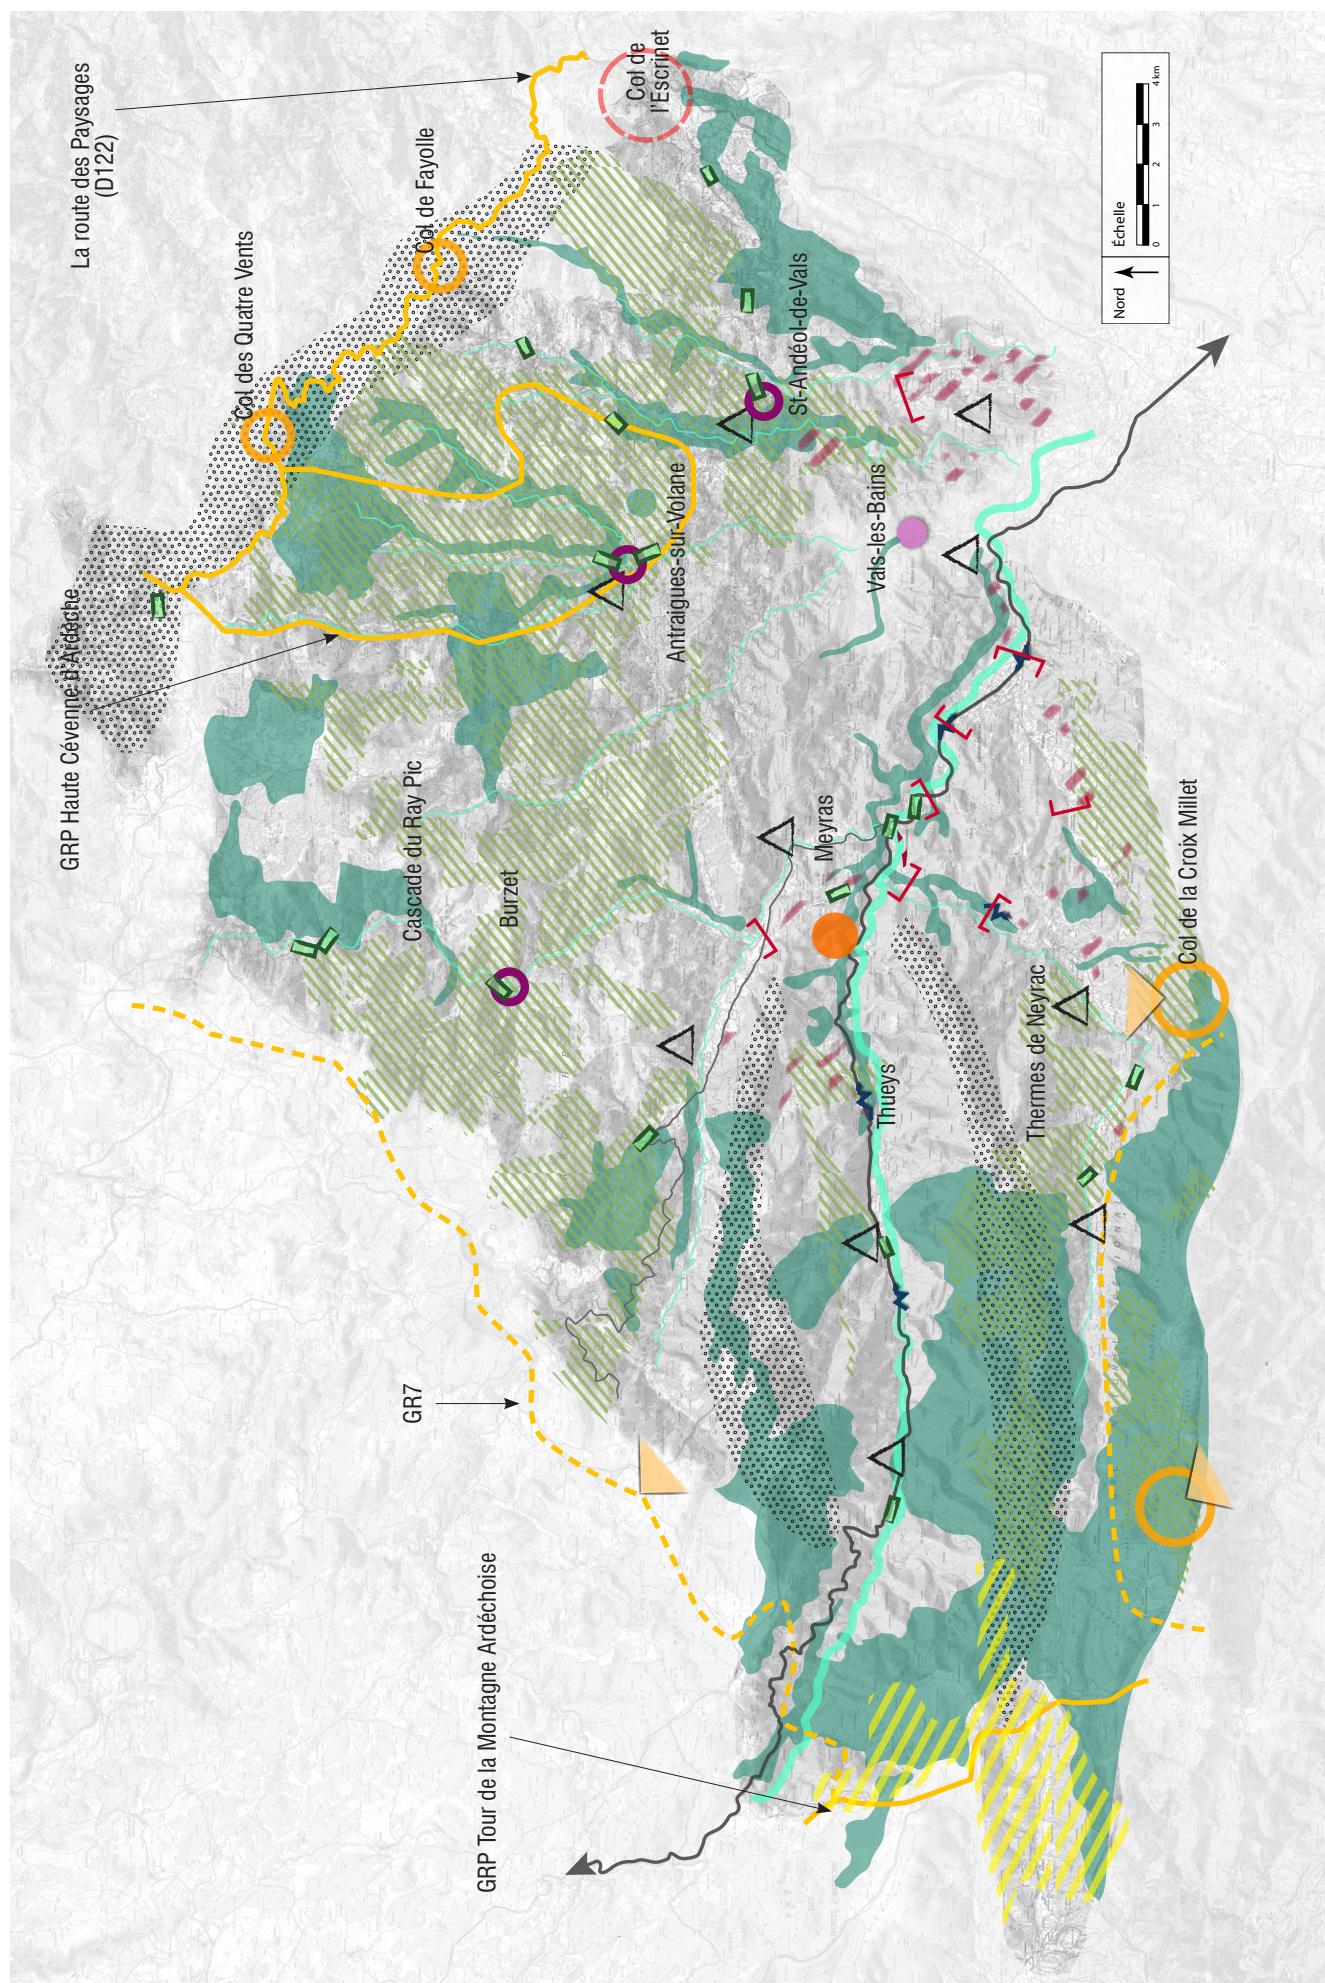 La route des Paysages
(D122)
Col de
l'Escrinet
Col de Fayolle
Col des Quatre Vents
St-Andéol-de-Vals
Échelle
0 1 2 3 4 km
Nord
GRP Haute Cévenne d'Ardèche
Antraigues-sur-Volane
Vals-les-Bains
Cascade du Ray Pic
Burzet
Meyras
Col de la Croix Millet
Thermes de Neyrac
Thueys
GR7
GRP Tour de la Montagne Ardéchoise